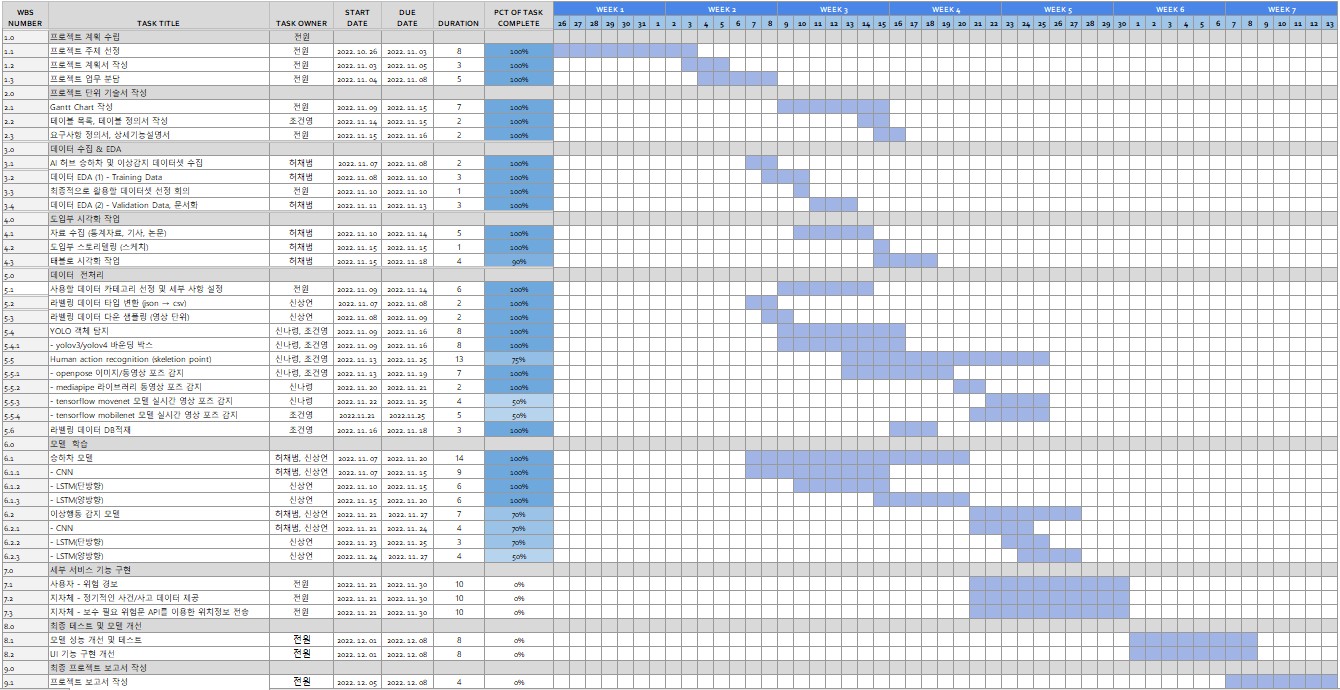 WBS NUMBER TASK TITLE TASK OWNER START DATE DUE DATE DURATION PCT OF TASK COMPLETE WEEK 1 WEEK 2 WEEK 3 WEEK 4 WEEK 5 WEEK 6 WEEK 7
26 27 28 29 30 31 1 2 3 4 5 6 7 8 9 10 11 12 13 14 15 16 17 18 19 20 21 22 23 24 25 26 27 28 29 30 1 2 3 4 5 6 7 8 9 10 11 12 13
1.0 프로젝트 계획 수립 전원
1.1 프로젝트 주제 선정 전원 2022. 10. 26 2022. 11. 03 8 100%
1.2 프로젝트 계획서 작성 전원 2022. 11. 03 2022. 11. 05 3 100%
1.3 프로젝트 업무 분담 전원 2022. 11. 04 2022. 11. 08 5 100%
2.0 프로젝트 단위 기술서 작성
2.1 Gantt Chart 작성 전원 2022. 11. 09 2022. 11. 15 7 100%
2.2 테이블 목록, 테이블 정의서 작성 조건영 2022. 11. 14 2022. 11. 15 2 100%
2.3 요구사항 정의서, 상세기능설명서 전원 2022. 11. 15 2022. 11. 16 2 100%
3.0 데이터 수집 & EDA
3.1 AI 허브 승하차 및 이상감지 데이터셋 수집 허채범 2022. 11. 07 2022. 11. 08 2 100%
3.2 데이터 EDA (1) - Training Data 허채범 2022. 11. 08 2022. 11. 10 3 100%
3.3 최종적으로 활용할 데이터셋 선정 회의 전원 2022. 11. 10 2022. 11. 10 1 100%
3.4 데이터 EDA (2) - Validation Data, 문서화 허채범 2022. 11. 11 2022. 11. 13 3 100%
4.0 도입부 시각화 작업
4.1 자료 수집 (통계자료, 기사, 논문) 허채범 2022. 11. 10 2022. 11. 14 5 100%
4.2 도입부 스토리텔링 (스케치) 허채범 2022. 11. 15 2022. 11. 15 1 100%
4.3 태블로 시각화 작업 허채범 2022. 11. 15 2022. 11. 18 4 90%
5.0 데이터 전처리
5.1 사용할 데이터 카테고리 선정 및 세부 사항 설정 전원 2022. 11. 09 2022. 11. 14 6 100%
5.2 라벨링 데이터 타입 변환 (json → csv) 신상연 2022. 11. 07 2022. 11. 08 2 100%
5.3 라벨링 데이터 다운 샘플링 (영상 단위) 신상연 2022. 11. 08 2022. 11. 09 2 100%
5.4 YOLO 객체 탐지 신나령, 조건영 2022. 11. 09 2022. 11. 16 8 100%
5.4.1 - yolov3/yolov4 바운딩 박스 신나령, 조건영 2022. 11. 09 2022. 11. 16 8 100%
5.5 Human action recognition (skeletion point) 신나령, 조건영 2022. 11. 13 2022. 11. 25 13 75%
5.5.1 - openpose 이미지/동영상 포즈 감지 신나령, 조건영 2022. 11. 13 2022. 11. 19 7 100%
5.5.2 - mediapipe 라이브러리 동영상 포즈 감지 신나령 2022. 11. 20 2022. 11. 21 2 100%
5.5.3 - tensorflow movenet 모델 실시간 영상 포즈 감지 신나령 2022. 11. 22 2022. 11. 25 4 50%
5.5.4 - tensorflow mobilenet 모델 실시간 영상 포즈 감지 조건영 2022.11.21 2022.11.25 5 50%
5.6 라벨링 데이터 DB적재 조건영 2022. 11. 16 2022. 11. 18 3 100%
6.0 모델 학습
6.1 승하차 모델 허채범, 신상연 2022. 11. 07 2022. 11. 20 14 100%
6.1.1 - CNN 허채범, 신상연 2022. 11. 07 2022. 11. 15 9 100%
6.1.2 - LSTM(단방향) 신상연 2022. 11. 10 2022. 11. 15 6 100%
6.1.3 - LSTM(양방향) 신상연 2022. 11. 15 2022. 11. 20 6 100%
6.2 이상행동 감지 모델 허채범, 신상연 2022. 11. 21 2022. 11. 27 7 70%
6.2.1 - CNN 허채범, 신상연 2022. 11. 21 2022. 11. 24 4 70%
6.2.2 - LSTM(단방향) 신상연 2022. 11. 23 2022. 11. 25 3 70%
6.2.3 - LSTM(양방향) 신상연 2022. 11. 24 2022. 11. 27 4 50%
7.0 세부 서비스 기능 구현
7.1 사용자 - 위험 경보 전원 2022. 11. 21 2022. 11. 30 10 0%
7.2 지자체 - 정기적인 사건/사고 데이터 제공 전원 2022. 11. 21 2022. 11. 30 10 0%
7.3 지자체 - 보수 필요 위험문 API를 이용한 위치정보 전송 전원 2022. 11. 21 2022. 11. 30 10 0%
8.0 최종 테스트 및 모델 개선
8.1 모델 성능 개선 및 테스트 전원 2022. 12. 01 2022. 12. 08 8 0%
8.2 UI 기능 구현 개선 전원 2022. 12. 01 2022. 12. 08 8 0%
9.0 최종 프로젝트 보고서 작성
9.1 프로젝트 보고서 작성 전원 2022. 12. 05 2022. 12. 08 4 0%